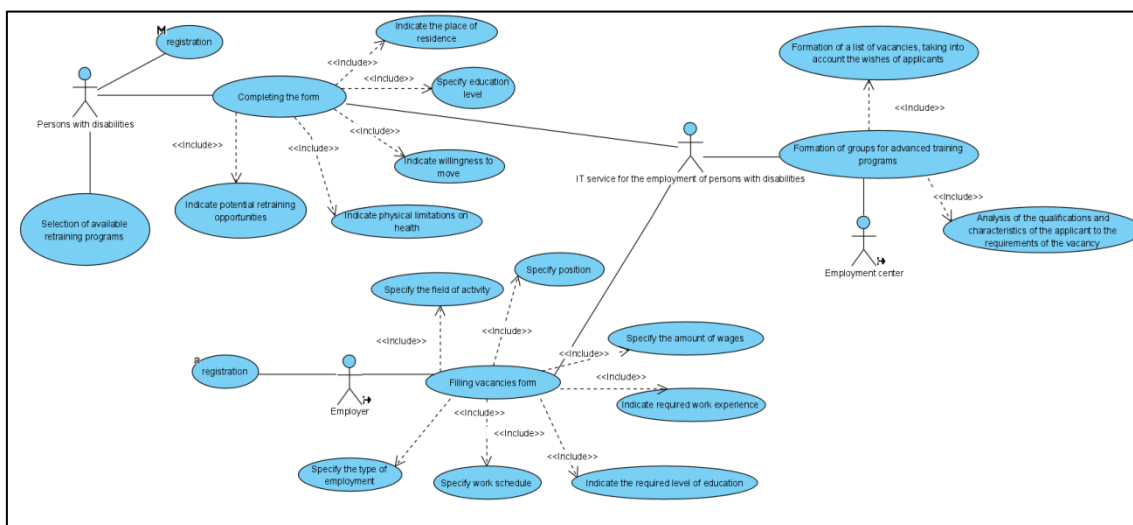 M
registration
Persons with disabilities
Selection of available
retraining programs
Completing the form
<<Include>>
Indicate the place of
residence
<<Include>>
Specify education
level
<<Include>>
Indicate willingness to
move
<<Include>>
Indicate potential retraining
opportunities
<<Include>>
Indicate physical limitations on
health
IT service for the employment of persons with disabilities
Formation of a list of vacancies, taking into
account the wishes of applicants
<<Include>>
Formation of groups for advanced training
programs
<<Include>>
Analysis of the qualifications and
characteristics of the applicant to the
requirements of the vacancy
Employment center
a
registration
Employer
Filling vacancies form
<<Include>>
Specify the field of activity
<<Include>>
Specify position
<<Include>>
Specify the amount of wages
<<Include>>
Indicate required work experience
<<Include>>
Specify the type of
employment
<<Include>>
Specify work schedule
<<Include>>
Indicate the required level of education